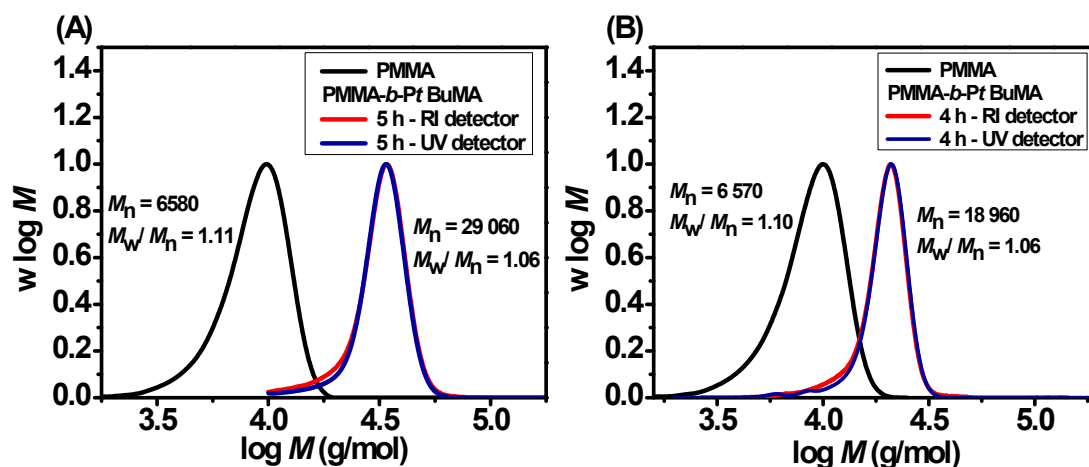 (A)
1.4
1.2
1.0
0.8
0.6
0.4
0.2
0.0
w log M
PMMA
PMMA-b-Pt BuMA
5 h - RI detector
5 h - UV detector
Mn = 6580
Mw/ Mn = 1.11
Mn = 29 060
Mw/ Mn = 1.06
3.5 4.0 4.5 5.0
log M (g/mol)
(B)
1.4
1.2
1.0
0.8
0.6
0.4
0.2
0.0
w log M
PMMA
PMMA-b-Pt BuMA
4 h - RI detector
4 h - UV detector
Mn = 6 570
Mw/ Mn = 1.10
Mn = 18 960
Mw/ Mn = 1.06
3.5 4.0 4.5 5.0
log M (g/mol)